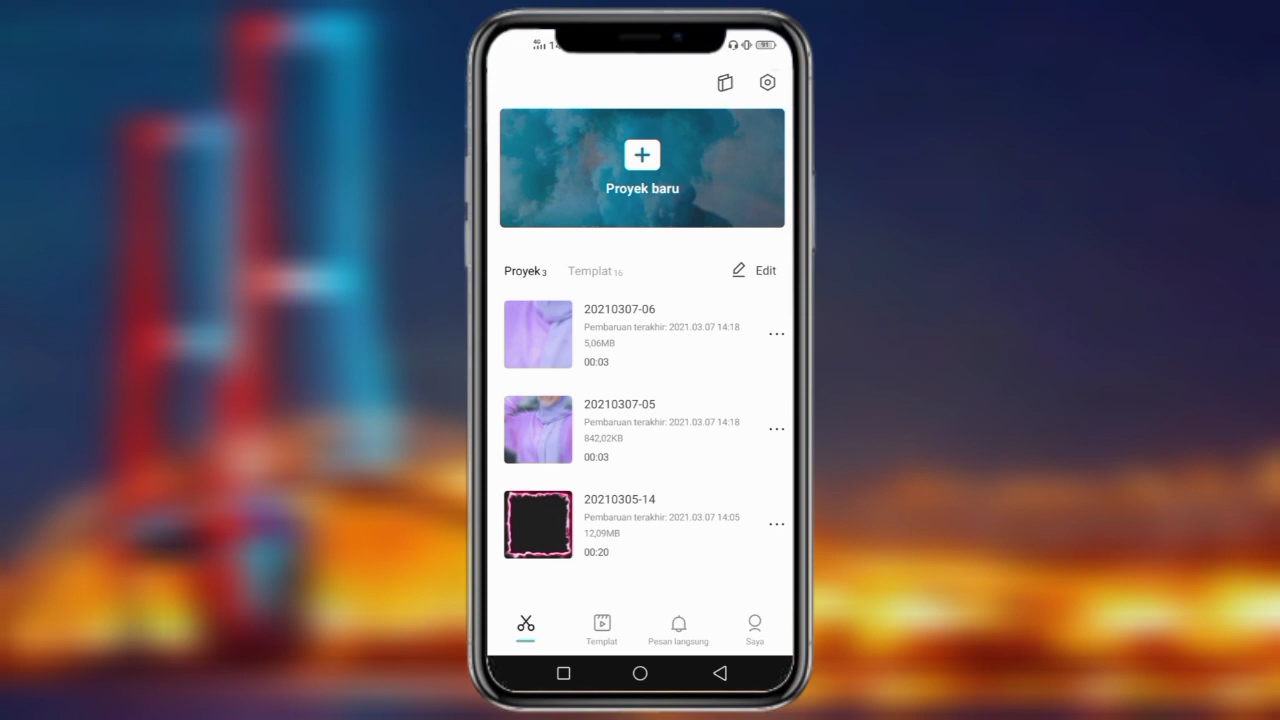 4G
91
Proyek baru
Proyek 3 Templat 16 Edit
20210307-06
Pembaruan terakhir: 2021.03.07 14:18
5,06MB
00:03
20210307-05
Pembaruan terakhir: 2021.03.07 14:18
842,02KB
00:03
20210305-14
Pembaruan terakhir: 2021.03.07 14:05
12,09MB
00:20
Templat Pesan langsung Saya